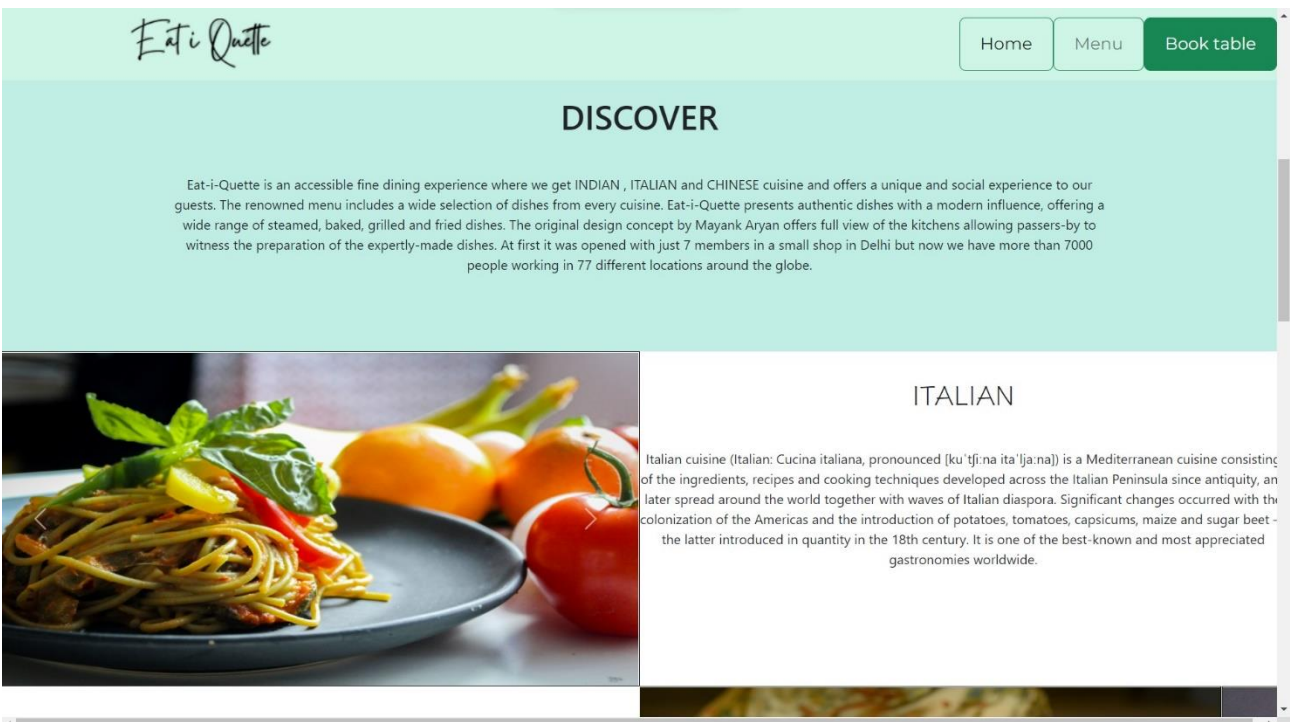 Eat i Quette
Home
Menu
Book table
DISCOVER
Eat-i-Quette is an accessible fine dining experience where we get INDIAN , ITALIAN and CHINESE cuisine and offers a unique and social experience to our
guests. The renowned menu includes a wide selection of dishes from every cuisine. Eat-i-Quette presents authentic dishes with a modern influence, offering a
wide range of steamed, baked, grilled and fried dishes. The original design concept by Mayank Aryan offers full view of the kitchens allowing passers-by to
witness the preparation of the expertly-made dishes. At first it was opened with just 7 members in a small shop in Delhi but now we have more than 7000
people working in 77 different locations around the globe.
ITALIAN
Italian cuisine (Italian: Cucina italiana, pronounced [kuˈtʃiːna itaˈljaːna]) is a Mediterranean cuisine consisting
of the ingredients, recipes and cooking techniques developed across the Italian Peninsula since antiquity, an
later spread around the world together with waves of Italian diaspora. Significant changes occurred with the
colonization of the Americas and the introduction of potatoes, tomatoes, capsicums, maize and sugar beet -
the latter introduced in quantity in the 18th century. It is one of the best-known and most appreciated
gastronomies worldwide.